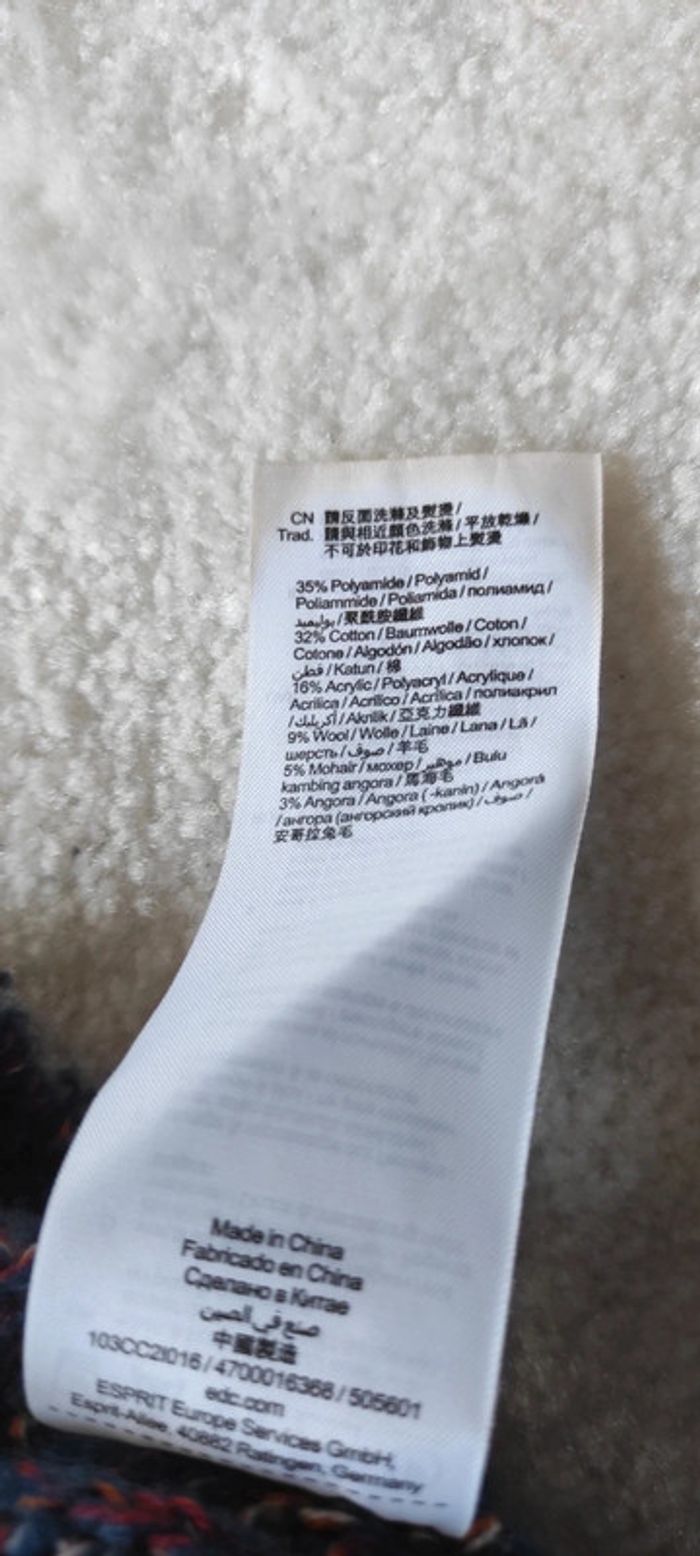 CN 請反面洗滌及熨燙 /
Trad. 請與相近顏色洗滌 / 平放乾燥 /
不可於印花和飾物上熨燙
35% Polyamide / Polyamid /
Poliammide / Poliamida / полиамид /
بوليميد / 聚酰胺纖維
32% Cotton / Baumwolle / Coton /
Cotone / Algodón / Algodão / хлопок /
قطن / Katun / 棉
16% Acrylic / Polyacryl / Acrylique /
Acrilica / Acrílico / Acrílica / полиакрил
/ أكريليك / Akrilik / 亞克力纖維
9% Wool / Wolle / Laine / Lana / Lã /
шерсть / صوف / 羊毛
5% Mohair / мохер / موهير / Bulu
kambing angora / 馬海毛
3% Angora / Angora ( -kanin) / Angorá
/ ангора (ангорский кролик) / صوف /
安哥拉兔毛
Made in China
Fabricado en China
Сделано в Китае
صنع في الصين
中國製造
103CC2I016 / 4700016366 / 505601
edc.com
ESPRIT Europe Services GmbH,
Esprit-Allee, 40882 Ratingen, Germany